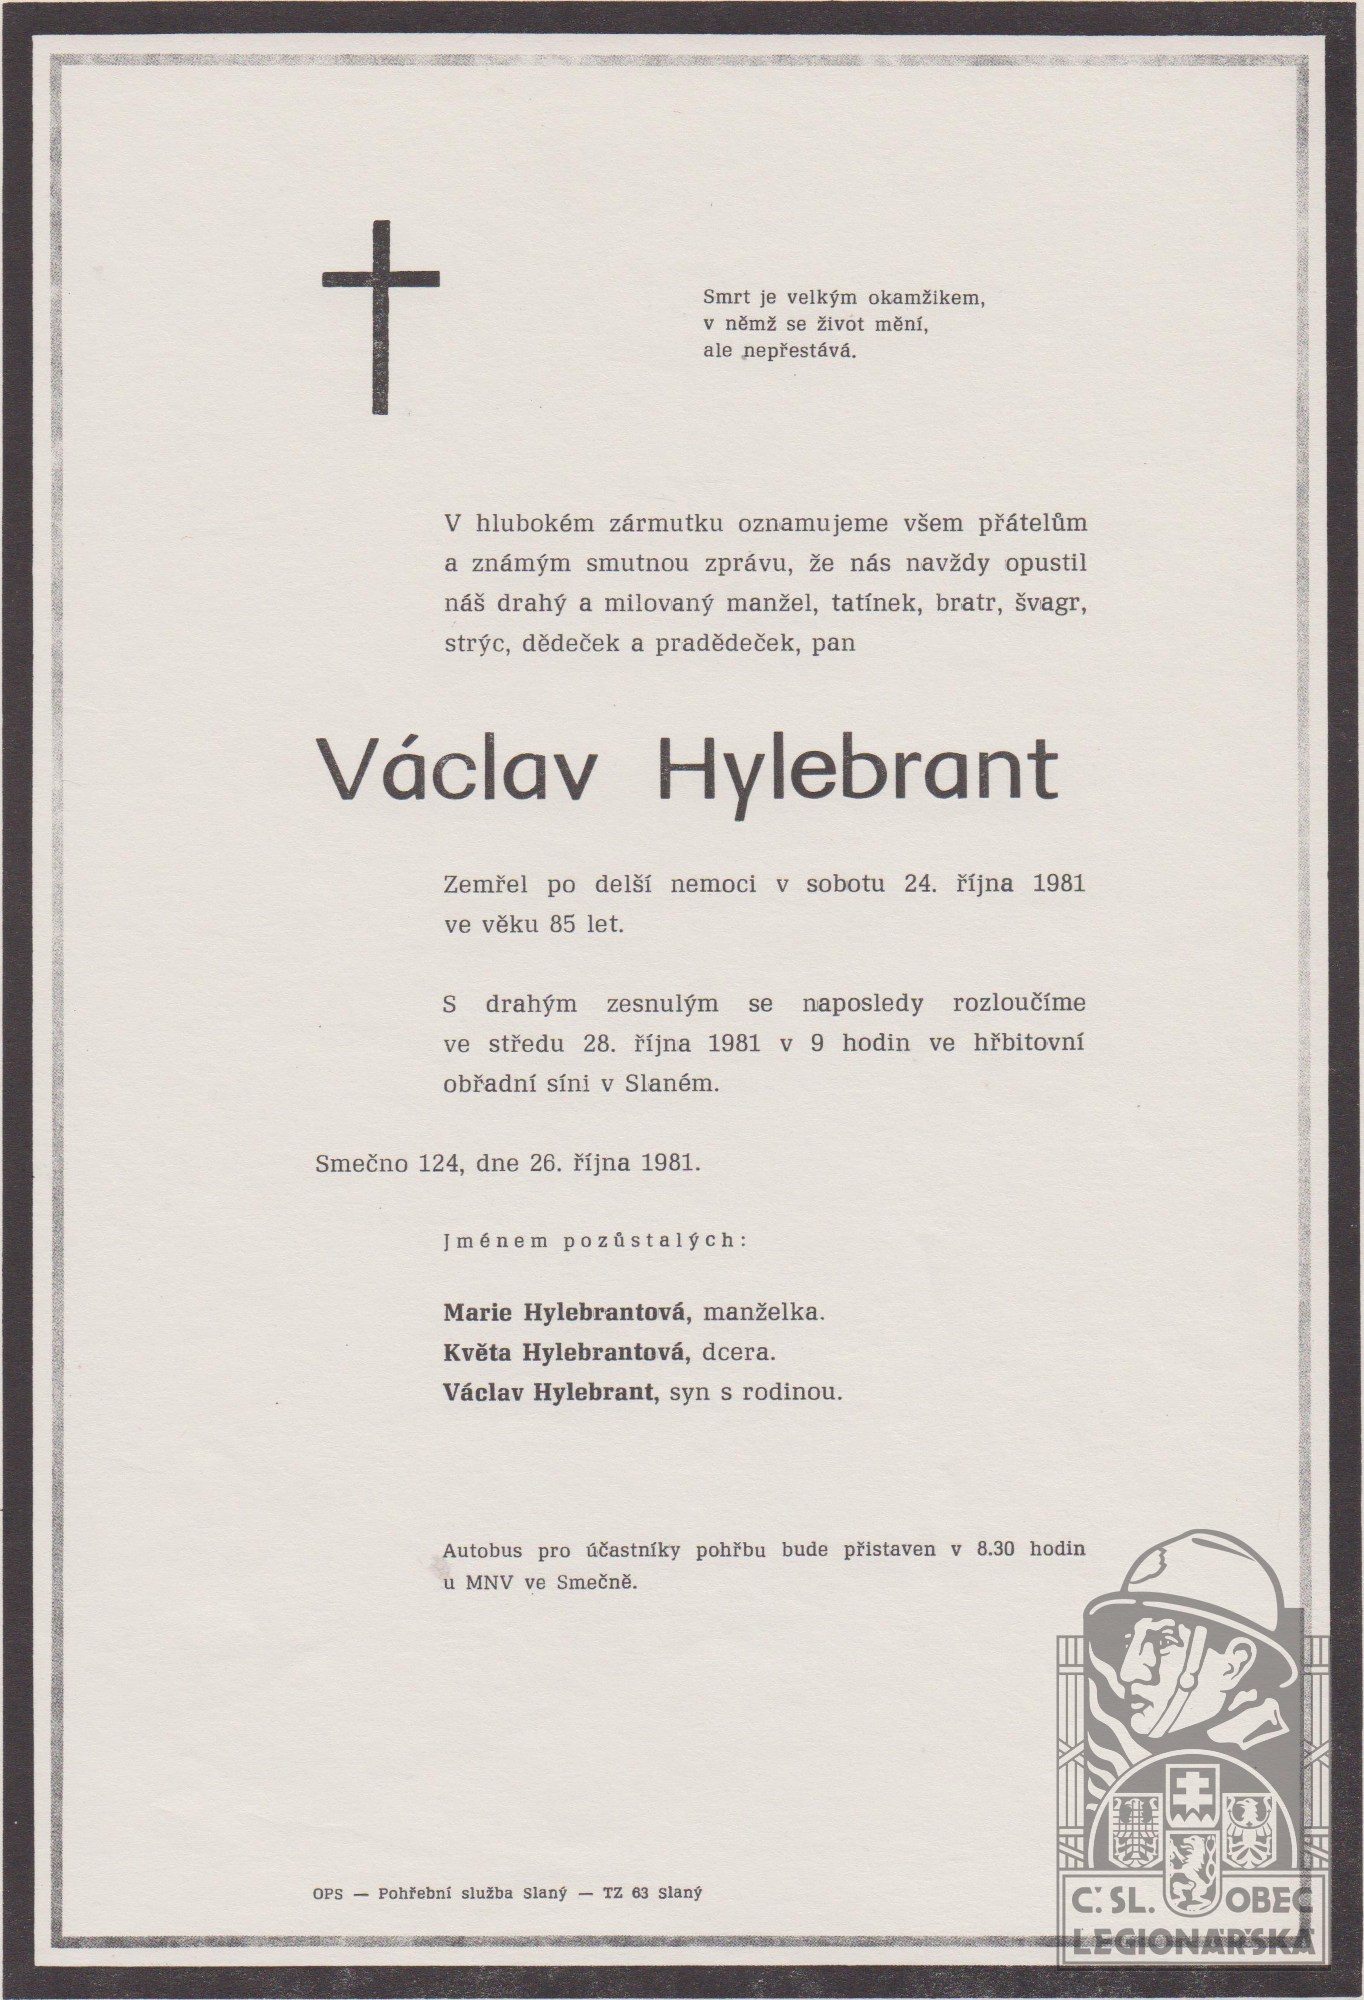 Smrt je velkým okamžikem,
v němž se život mění,
ale nepřestává.
V hlubokém zármutku oznamujeme všem přátelům
a známým smutnou zprávu, že nás navždy opustil
náš drahý a milovaný manžel, tatínek, bratr, švagr,
strýc, dědeček a pradědeček, pan
Václav Hylebrant
Zemřel po delší nemoci v sobotu 24. října 1981
ve věku 85 let.
S drahým zesnulým se naposledy rozloučíme
ve středu 28. října 1981 v 9 hodin ve hřbitovní
obřadní síni v Slaném.
Smečno 124, dne 26. října 1981.
Jménem pozůstalých:
Marie Hylebrantová, manželka.
Květa Hylebrantová, dcera.
Václav Hylebrant, syn s rodinou.
Autobus pro účastníky pohřbu bude přistaven v 8.30 hodin
u MNV ve Smečně.
OPS — Pohřební služba Slaný — TZ 63 Slaný
Č. SL. OBEC
LEGIONÁŘSKÁ